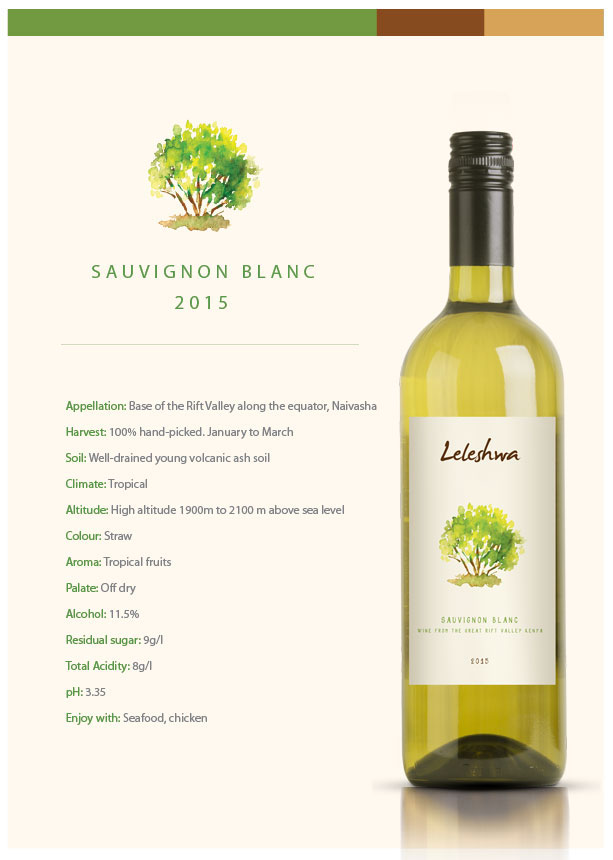 SAUVIGNON BLANC
2015
Appellation: Base of the Rift Valley along the equator, Naivasha
Harvest: 100% hand-picked. January to March
Soil: Well-drained young volcanic ash soil
Climate: Tropical
Altitude: High altitude 1900m to 2100 m above sea level
Colour: Straw
Aroma: Tropical fruits
Palate: Off dry
Alcohol: 11.5%
Residual sugar: 9g/l
Total Acidity: 8g/l
pH: 3.35
Enjoy with: Seafood, chicken
Leleshwa
SAUVIGNON BLANC
WINE FROM THE GREAT RIFT VALLEY KENYA
2015